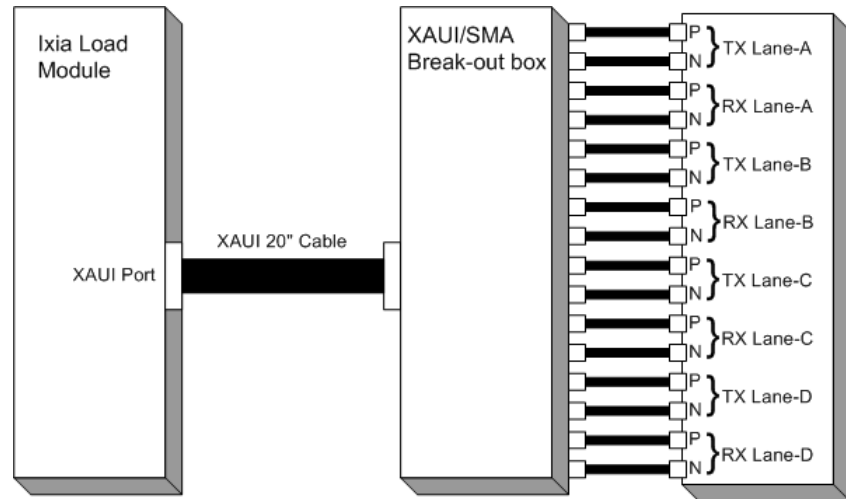 Ixia Load
Module
XAUI Port
XAUI 20" Cable
XAUI/SMA
Break-out box
P
N
TX Lane-A
P
N
RX Lane-A
P
N
TX Lane-B
P
N
RX Lane-B
P
N
TX Lane-C
P
N
RX Lane-C
P
N
TX Lane-D
P
N
RX Lane-D